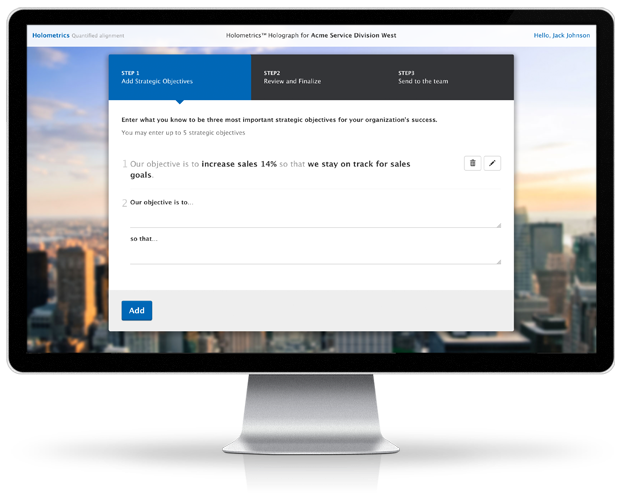 Holometrics Quantified alignment
Holometrics™ Holograph for Acme Service Division West
Hello, Jack Johnson
STEP 1
Add Strategic Objectives
STEP2
Review and Finalize
STEP3
Send to the team
Enter what you know to be three most important strategic objectives for your organization's success.
You may enter up to 5 strategic objectives
1 Our objective is to increase sales 14% so that we stay on track for sales
goals.
2 Our objective is to...
so that...
Add